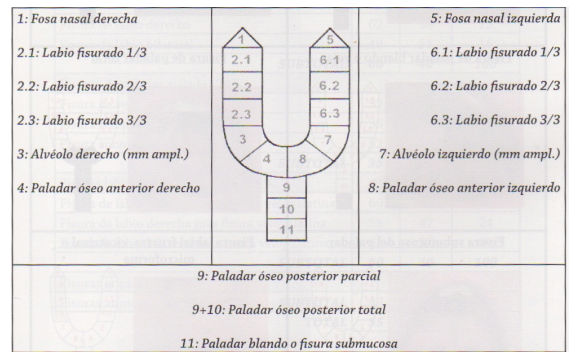 1: Fosa nasal derecha
2.1: Labio fisurado 1/3
2.2: Labio fisurado 2/3
2.3: Labio fisurado 3/3
3: Alvéolo derecho (mm ampl.)
4: Paladar óseo anterior derecho
1
2.1
2.2
2.3
3
4
5
6.1
6.2
6.3
7
8
9
10
11
5: Fosa nasal izquierda
6.1: Labio fisurado 1/3
6.2: Labio fisurado 2/3
6.3: Labio fisurado 3/3
7: Alvéolo izquierdo (mm ampl.)
8: Paladar óseo anterior izquierdo
9: Paladar óseo posterior parcial
9+10: Paladar óseo posterior total
11: Paladar blando o fisura submucosa